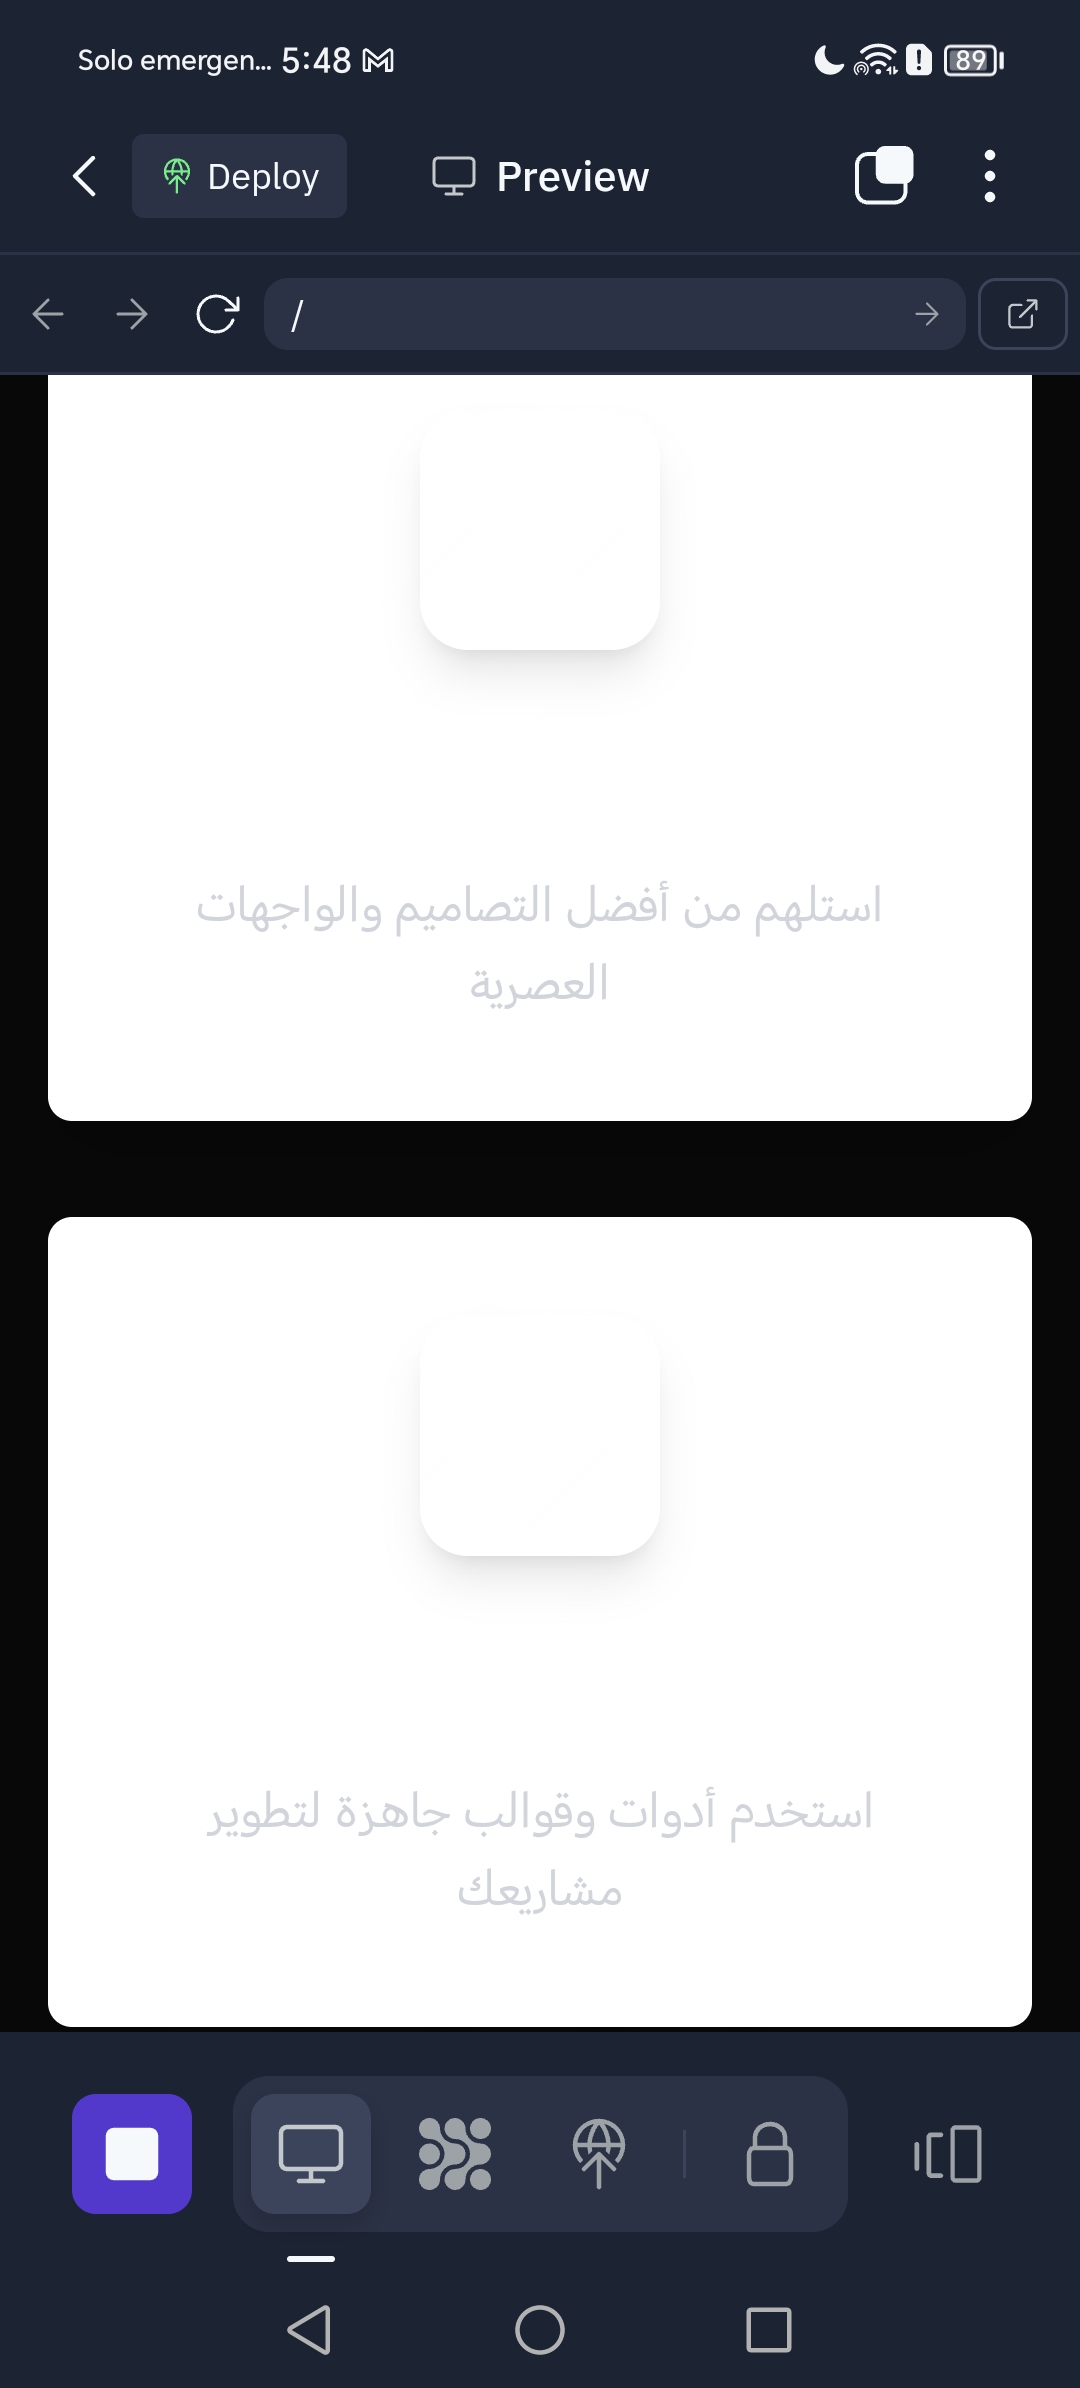 Solo emergen... 5:48 89
Deploy
Preview
/
استلهم من أفضل التصاميم والواجهات
العصرية
استخدم أدوات وقوالب جاهزة لتطوير
مشاريعك